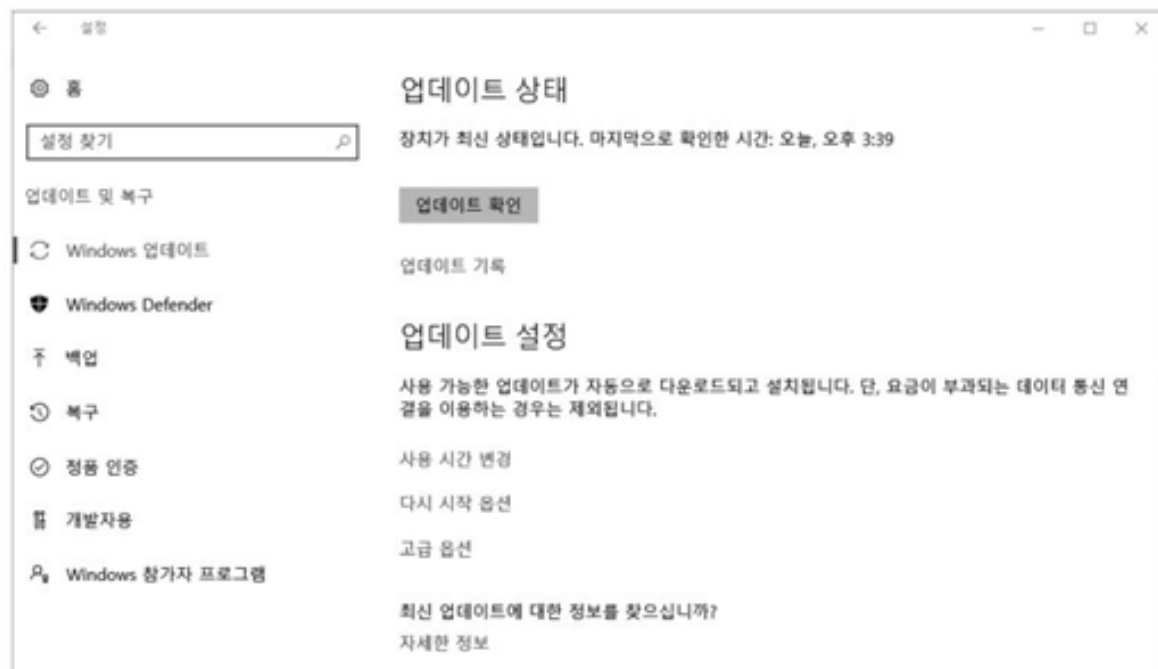 설정
홈
설정 찾기
업데이트 및 복구
Windows 업데이트
Windows Defender
백업
복구
정품 인증
개발자용
Windows 참가자 프로그램
업데이트 상태
장치가 최신 상태입니다. 마지막으로 확인한 시간: 오늘, 오후 3:39
업데이트 확인
업데이트 기록
업데이트 설정
사용 가능한 업데이트가 자동으로 다운로드되고 설치됩니다. 단, 요금이 부과되는 데이터 통신 연
결을 이용하는 경우는 제외됩니다.
사용 시간 변경
다시 시작 옵션
고급 옵션
최신 업데이트에 대한 정보를 찾으십니까?
자세한 정보